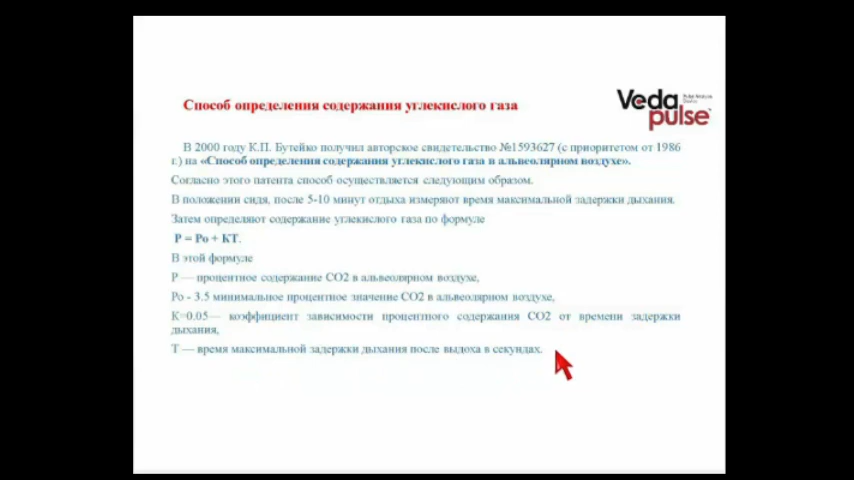 Способ определения содержания углекислого газа
Veda
pulse
В 2000 году К.П. Бутейко получил авторское свидетельство №1593627 (с приоритетом от 1986
г.) на «Способ определения содержания углекислого газа в альвеолярном воздухе».
Согласно этого патента способ осуществляется следующим образом.
В положении сидя, после 5-10 минут отдыха измеряют время максимальной задержки дыхания.
Затем определяют содержание углекислого газа по формуле
P = Po + KT.
В этой формуле
P — процентное содержание СО2 в альвеолярном воздухе,
Po - 3.5 минимальное процентное значение СО2 в альвеолярном воздухе,
K=0.05— коэффициент зависимости процентного содержания СО2 от времени задержки
дыхания,
T — время максимальной задержки дыхания после выдоха в секундах.